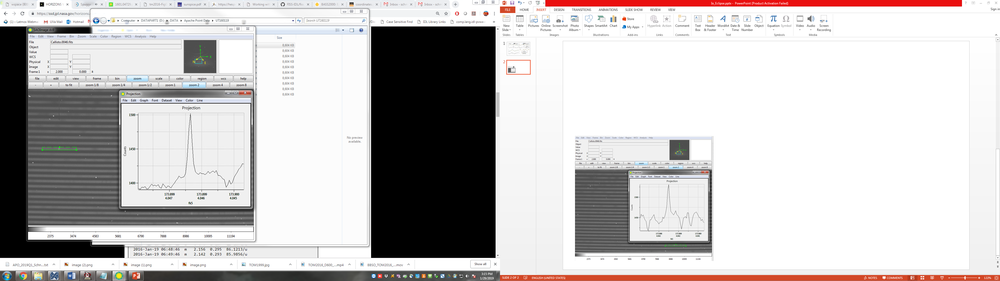 wspace (800
HORIZONS W
Spugge
1601.04729.p
tm2016-Fig0
sunspice.pdf
https://hesp
Working with
FISS-IDL/fiss
BASS2000: E
coordinates.p
Inbox - schm
Inbox - schm
https://ssd.jpl.nasa.gov/horizons.
(1) :: Latmos Webma
UVa Mail
Hotmail
Case Sensitive Find
IDL Library Links
comp.lang.idl-pvwave
Computer
DATAPART1 (D:)
DATA
Apache Point Data
UT160119
Search UT160119
Size
8,604 KB
8,604 KB
8,604 KB
8,604 KB
8,604 KB
8,604 KB
8,604 KB
8,604 KB
8,604 KB
8,604 KB
No preview
available.
SAOImage ds9
File Edit View Frame Bin Zoom Scale Color Region WCS Analysis Help
File Callisto.0046.fits
Object
Value
WCS
Physical X Y
Image X Y
Frame 1 x 2.000 0.000 °
Y
X
N
E
file edit view frame bin zoom scale color region wcs help
- + to fit zoom 1/8 zoom 1/4 zoom 1/2 zoom 1 zoom 2 zoom 4 zoom 8
Projection
File Edit Graph Font Dataset View Color Line
Projection
1500
1450
1400
Counts
173.899 173.899 173.900
4.047 4.046 4.045
fk5
2375 3474 4583 5681 6790 7888 8986 10095 11194
2016-Jan-19 06:48:46 m 2.156 0.295 86.1213/u
2016-Jan-19 06:49:46 m 2.142 0.293 85.9856/u
APO_2019Q1_Schn....txt
image (2).png
image (1).png
image.png
TOM1999.jpg
TOM2016_D600_....mp4
BBSO_TOM2016_....mov
Show all
3:15 PM
1/29/2019
Io_Eclipse.pptx - PowerPoint (Product Activation Failed)
Sign in
FILE HOME INSERT DESIGN TRANSITIONS ANIMATIONS SLIDE SHOW REVIEW VIEW
New
Slide
Table
Pictures
Online
Pictures
Screenshot
Photo
Album
Shapes
SmartArt
Chart
Store
My Apps
Hyperlink
Action
Comment
Text
Box
Header
& Footer
WordArt
Date &
Time
Slide
Number
Object
Equation
Symbol
Video
Audio
Screen
Recording
Slides Tables Images Illustrations Add-ins Links Comments Text Symbols Media
1
2
File Edit View Frame Bin Zoom Scale Color Region WCS Analysis Help
File Callisto.0046.fits
Object
Value
WCS
Physical X Y
Image X Y
Frame 1 x 2.000 0.000 °
file edit view frame bin zoom scale color region wcs help
- + to fit zoom 1/8 zoom 1/4 zoom 1/2 zoom 1 zoom 2 zoom 4 zoom 8
Projection
File Edit Graph Font Dataset View Color Line
Projection
1500
1450
Counts
173.908 173.909 173.909
4.042 4.042 4.041
fk5
2375 3474 4583 5681 6790 7888 8986 10095 11194
SLIDE 2 OF 2
ENGLISH (UNITED STATES)
NOTES
COMMENTS
122%